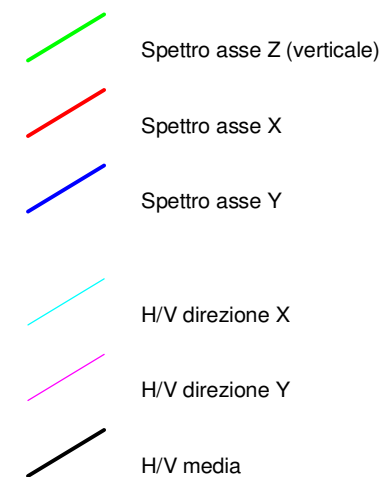 Spettro asse Z (verticale)
Spettro asse X
Spettro asse Y
H/V direzione X
H/V direzione Y
H/V media